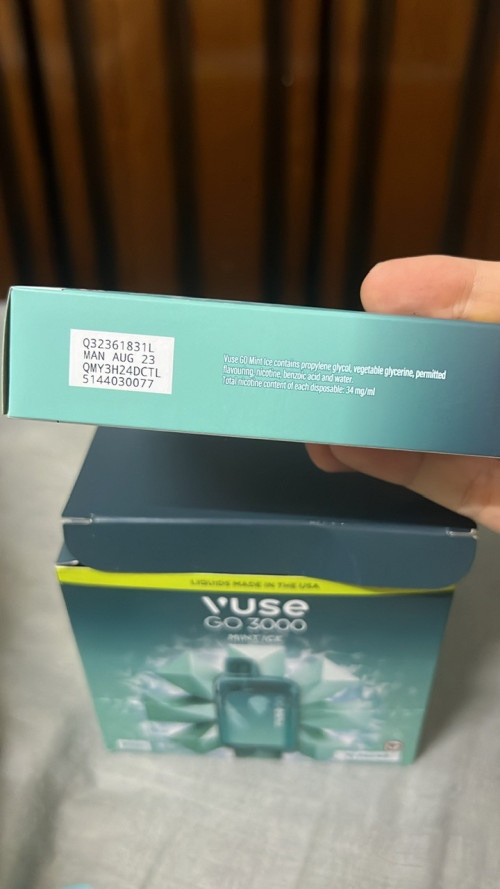 Q32361831L
MAN AUG 23
QMY3H24DCTL
5144030077
Vuse GO Mint Ice contains propylene glycol, vegetable glycerine, permitted
flavouring, nicotine, benzoic acid and water.
Total nicotine content of each disposable: 34 mg/ml
LIQUIDS MADE IN THE USA
VUSE
GO 3000
MINT ICE